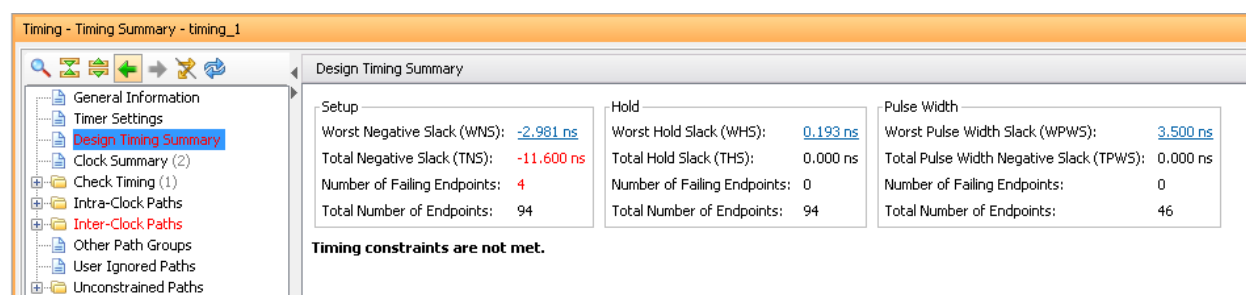 Timing - Timing Summary - timing_1
General Information
Timer Settings
Design Timing Summary
Clock Summary (2)
Check Timing (1)
Intra-Clock Paths
Inter-Clock Paths
Other Path Groups
User Ignored Paths
Unconstrained Paths
Design Timing Summary
Setup
Worst Negative Slack (WNS): -2.981 ns
Total Negative Slack (TNS): -11.600 ns
Number of Failing Endpoints: 4
Total Number of Endpoints: 94
Hold
Worst Hold Slack (WHS): 0.193 ns
Total Hold Slack (THS): 0.000 ns
Number of Failing Endpoints: 0
Total Number of Endpoints: 94
Pulse Width
Worst Pulse Width Slack (WPWS): 3.500 ns
Total Pulse Width Negative Slack (TPWS): 0.000 ns
Number of Failing Endpoints: 0
Total Number of Endpoints: 46
Timing constraints are not met.